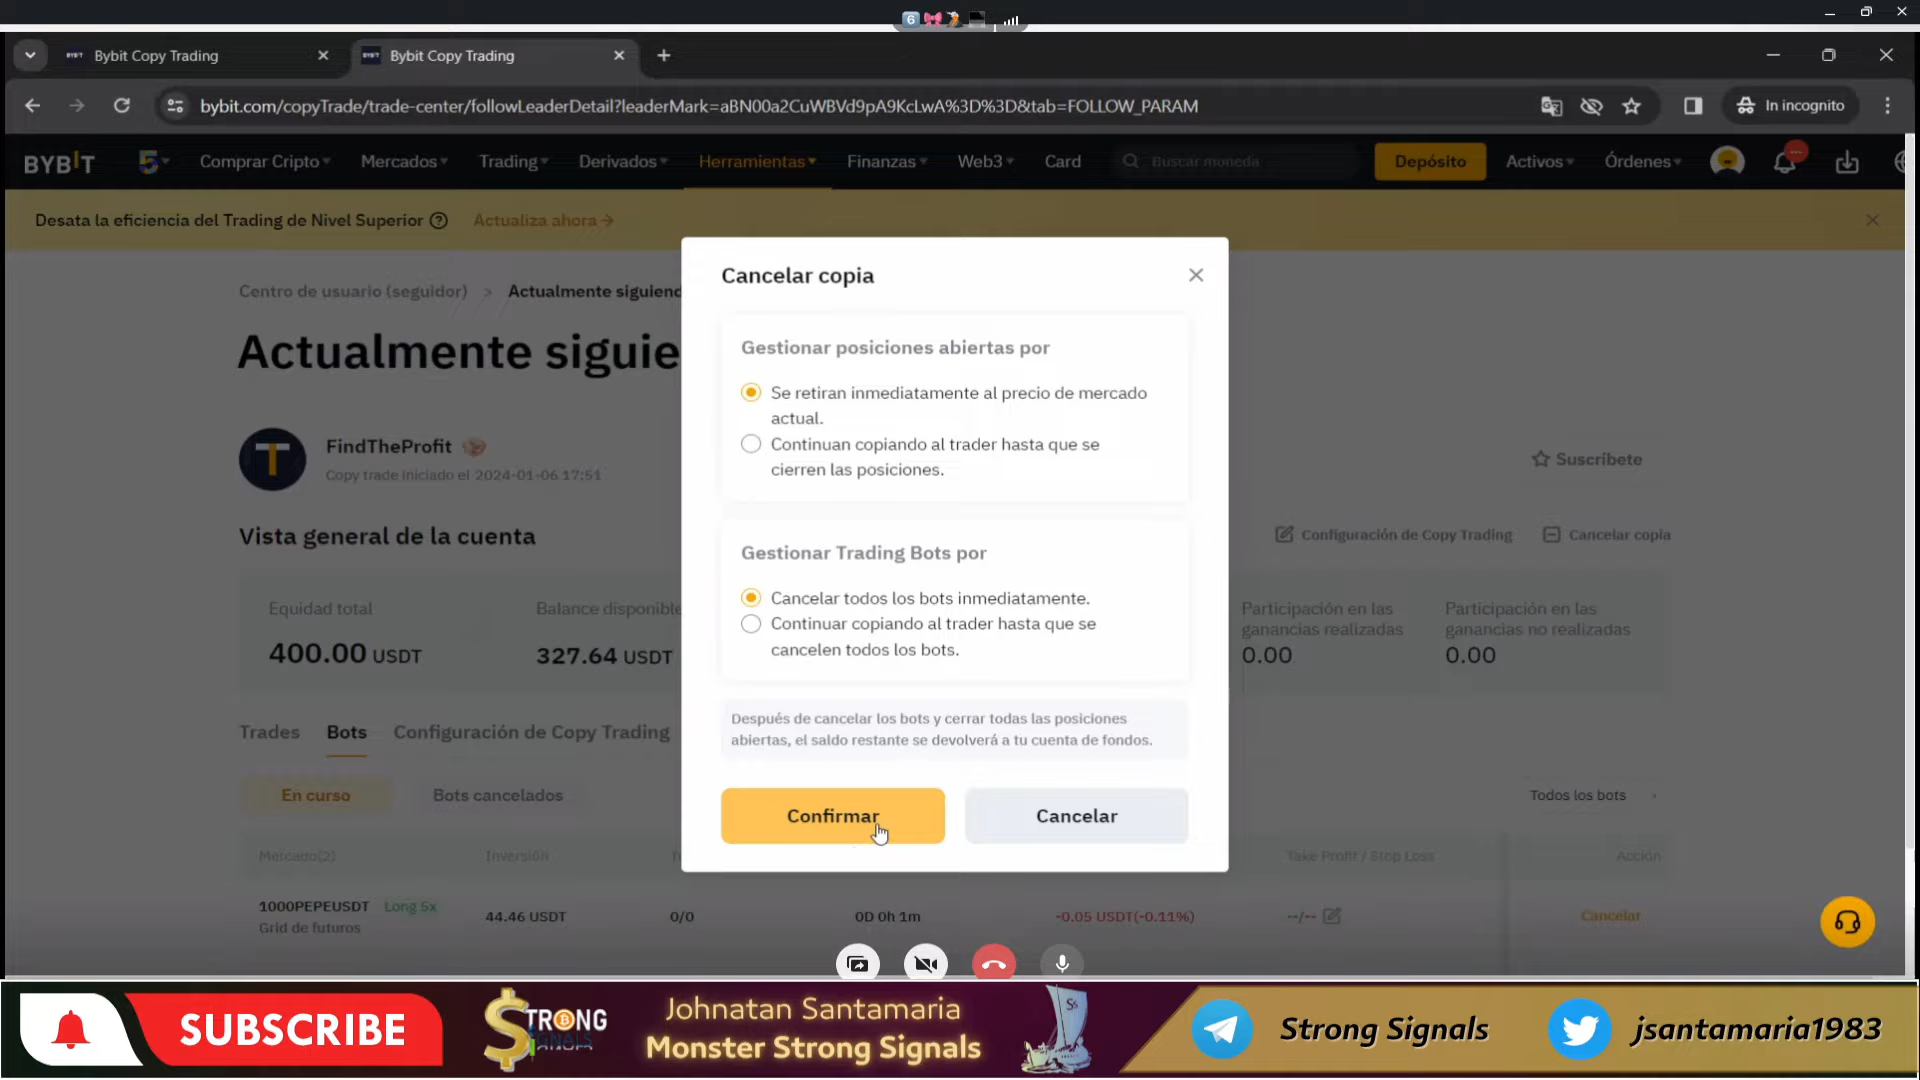 6
Bybit Copy Trading
Bybit Copy Trading
bybit.com/copyTrade/trade-center/followLeaderDetail?leaderMark=aBN00a2CuWBVd9pA9KcLwA%3D%3D&tab=FOLLOW_PARAM
In incognito
BYBIT
5
Comprar Cripto
Mercados
Trading
Derivados
Herramientas
Finanzas
Web3
Card
Buscar moneda
Depósito
Activos
Órdenes
Desata la eficiencia del Trading de Nivel Superior
Actualiza ahora →
Centro de usuario (seguidor) > Actualmente siguiend
Actualmente siguie
FindTheProfit
Copy trade iniciado el 2024-01-06 17:51
Suscríbete
Vista general de la cuenta
Configuración de Copy Trading
Cancelar copia
Equidad total
400.00 USDT
Balance disponible
327.64 USDT
Participación en las
ganancias realizadas
0.00
Participación en las
ganancias no realizadas
0.00
Trades
Bots
Configuración de Copy Trading
En curso
Bots cancelados
Todos los bots
Mercado(2)
Inversión
Take Profit / Stop Loss
Acción
1000PEPEUSDT Long 5x
Grid de futuros
44.46 USDT
0/0
0D 0h 1m
-0.05 USDT(-0.11%)
--/--
Cancelar
Cancelar copia
Gestionar posiciones abiertas por
Se retiran inmediatamente al precio de mercado
actual.
Continuan copiando al trader hasta que se
cierren las posiciones.
Gestionar Trading Bots por
Cancelar todos los bots inmediatamente.
Continuar copiando al trader hasta que se
cancelen todos los bots.
Después de cancelar los bots y cerrar todas las posiciones
abiertas, el saldo restante se devolverá a tu cuenta de fondos.
Confirmar
Cancelar
SUBSCRIBE
STRONG
SIGNALS
Johnatan Santamaria
Monster Strong Signals
Ss
Strong Signals
jsantamaria1983